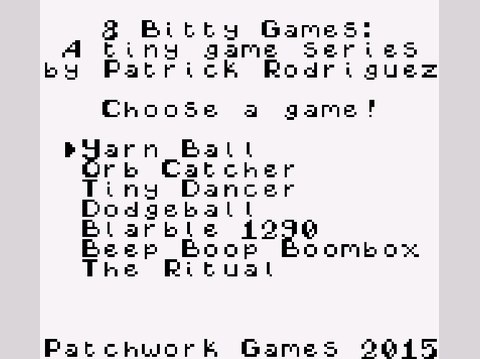 8 Bitty Games:
A tiny game series
by Patrick Rodriguez
Choose a game!
Yarn Ball
Orb Catcher
Tiny Dancer
Dodgeball
Blarble 1290
Beep Boop Boombox
The Ritual
Patchwork Games 2015